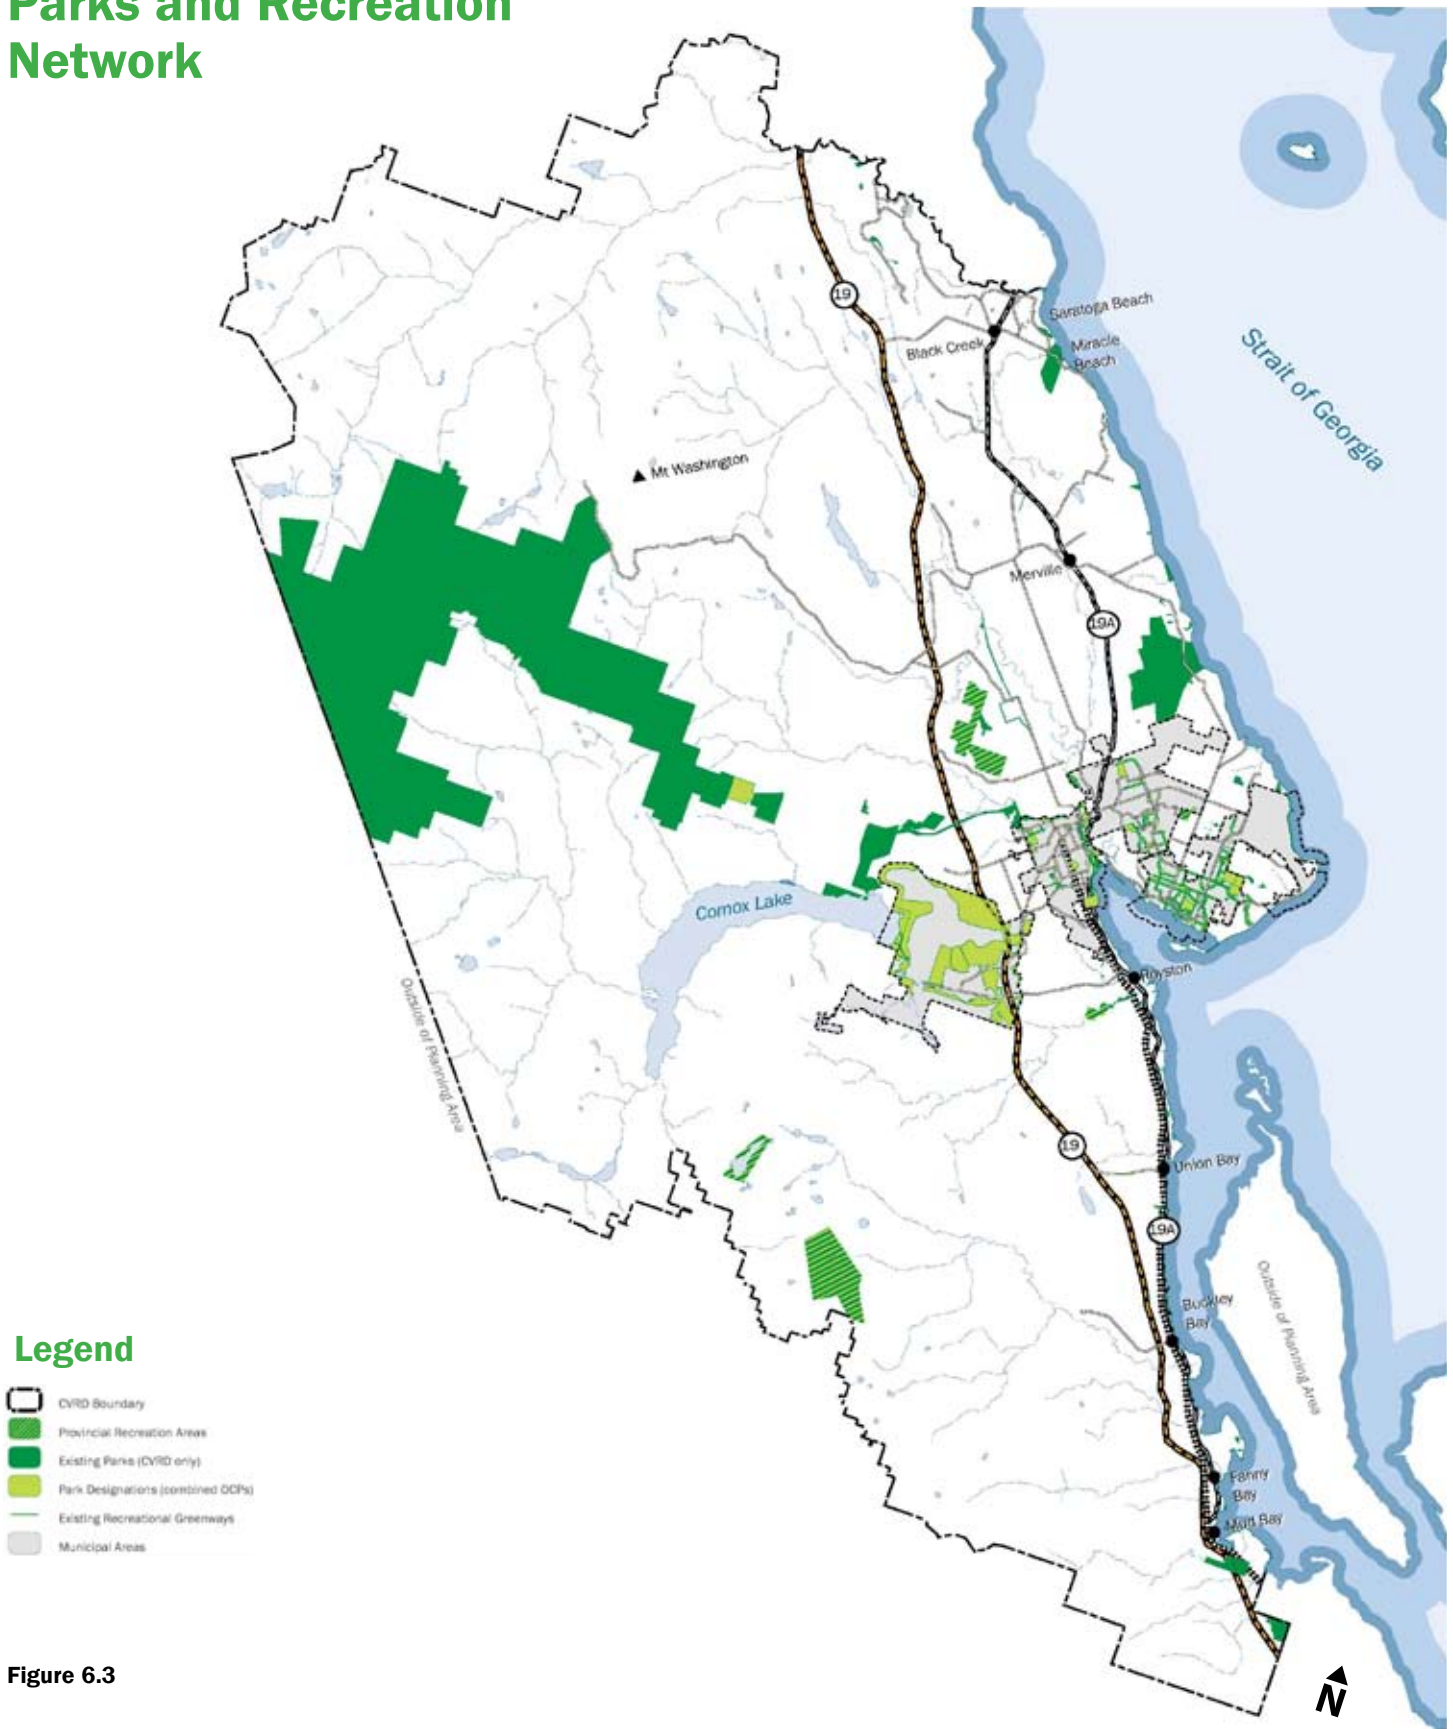 Parks and Recreation
Network
19
Saratoga Beach
Black Creek
Miracle
Beach
Strait of Georgia
Mt Washington
Merville
19A
Comox Lake
Royston
Outside of Planning Area
19
Union Bay
19A
Buckley
Bay
Outside of Planning Area
Fanny
Bay
Mud Bay
Legend
CVRD Boundary
Provincial Recreation Areas
Existing Parks (CVRD only)
Park Designations (combined OCPs)
Existing Recreational Greenways
Municipal Areas
Figure 6.3
N